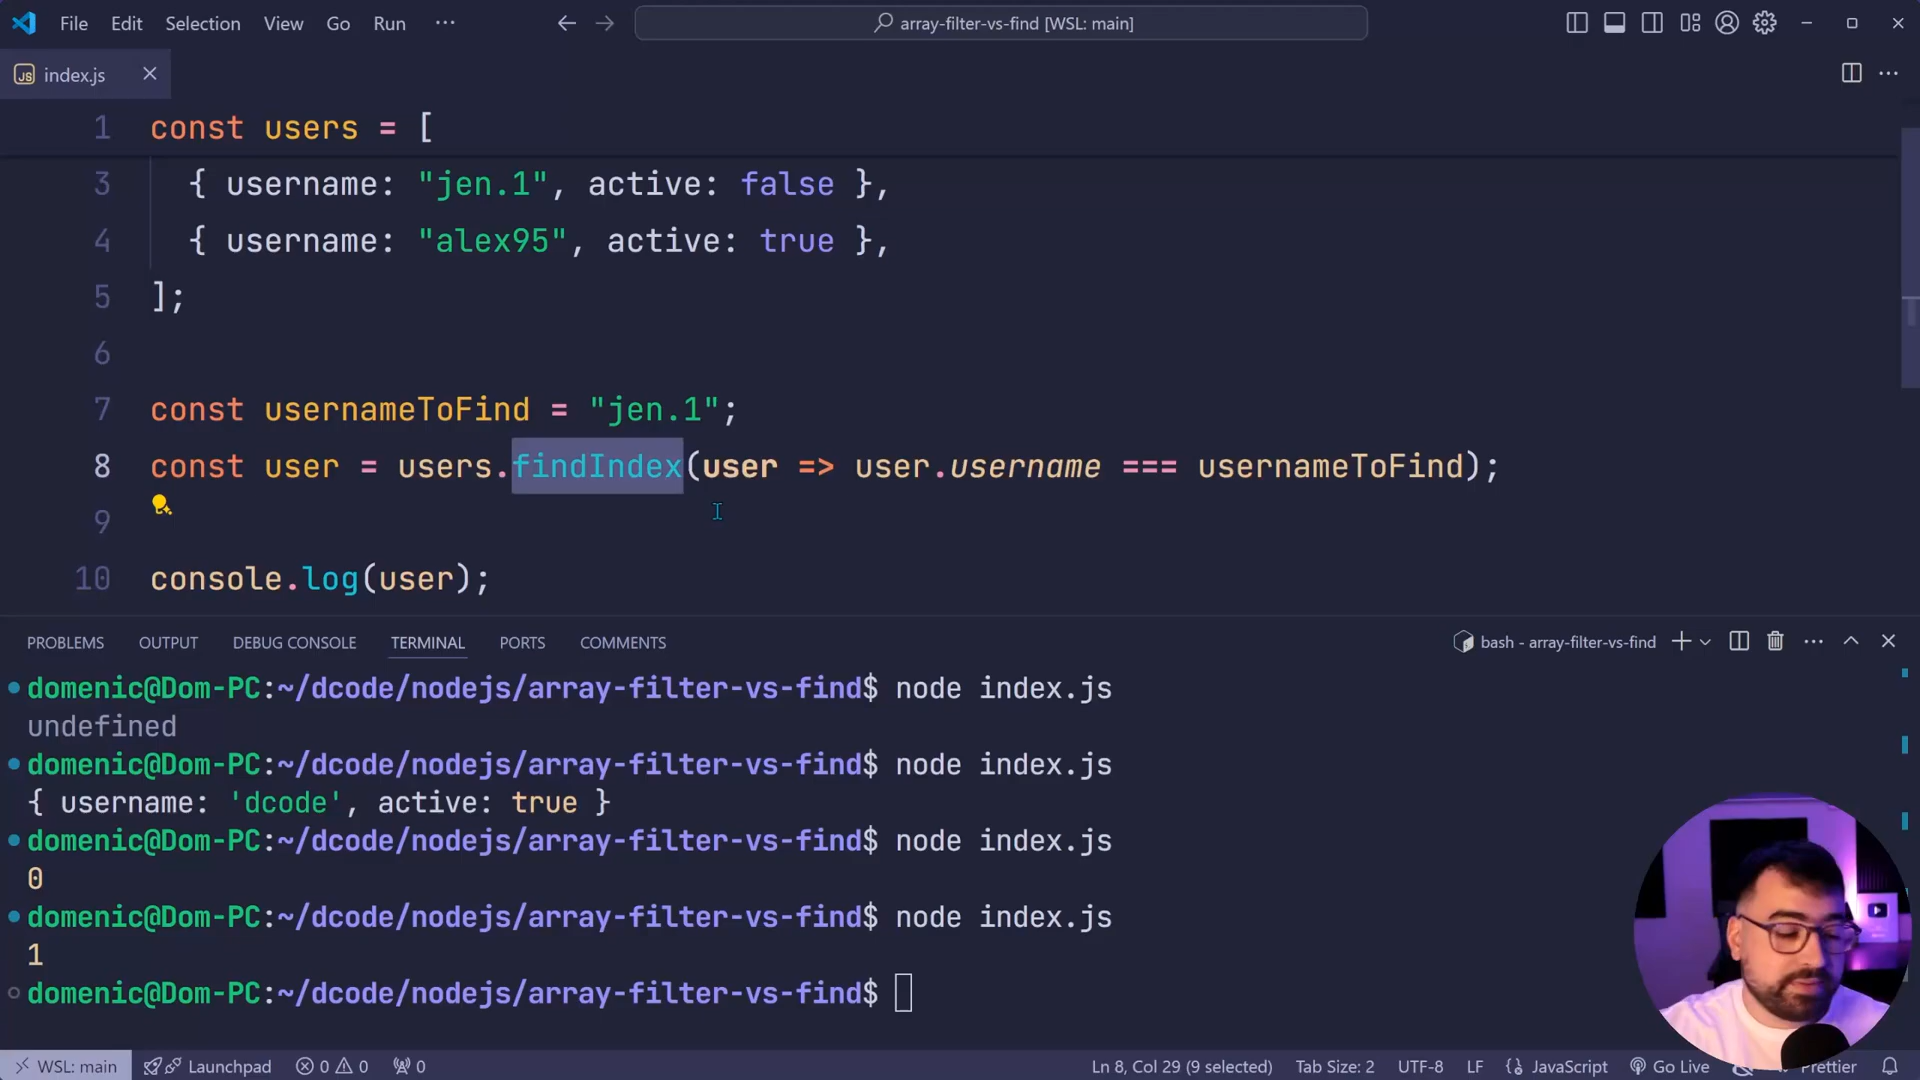 File Edit Selection View Go Run ··· ← → array-filter-vs-find [WSL: main]
JS index.js
1 const users = [
3 { username: "jen.1", active: false },
4 { username: "alex95", active: true },
5 ];
6
7 const usernameToFind = "jen.1";
8 const user = users.findIndex(user => user.username === usernameToFind);
9
10 console.log(user);
PROBLEMS OUTPUT DEBUG CONSOLE TERMINAL PORTS COMMENTS bash - array-filter-vs-find
domenic@Dom-PC:~/dcode/nodejs/array-filter-vs-find$ node index.js
undefined
domenic@Dom-PC:~/dcode/nodejs/array-filter-vs-find$ node index.js
{ username: 'dcode', active: true }
domenic@Dom-PC:~/dcode/nodejs/array-filter-vs-find$ node index.js
0
domenic@Dom-PC:~/dcode/nodejs/array-filter-vs-find$ node index.js
1
domenic@Dom-PC:~/dcode/nodejs/array-filter-vs-find$
WSL: main Launchpad 0 0 0 Ln 8, Col 29 (9 selected) Tab Size: 2 UTF-8 LF {} JavaScript Go Live Prettier